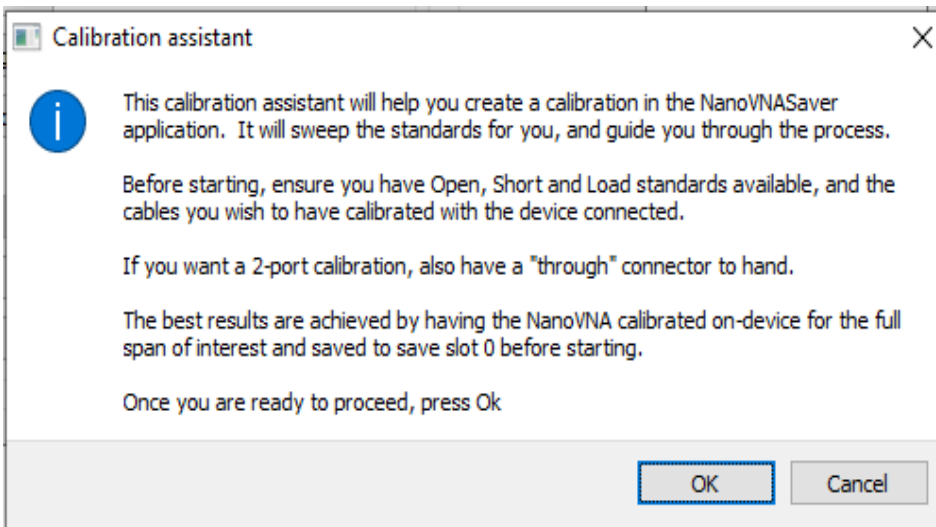 Calibration assistant
This calibration assistant will help you create a calibration in the NanoVNASaver
application.  It will sweep the standards for you, and guide you through the process.
Before starting, ensure you have Open, Short and Load standards available, and the
cables you wish to have calibrated with the device connected.
If you want a 2-port calibration, also have a "through" connector to hand.
The best results are achieved by having the NanoVNA calibrated on-device for the full
span of interest and saved to save slot 0 before starting.
Once you are ready to proceed, press Ok
OK
Cancel